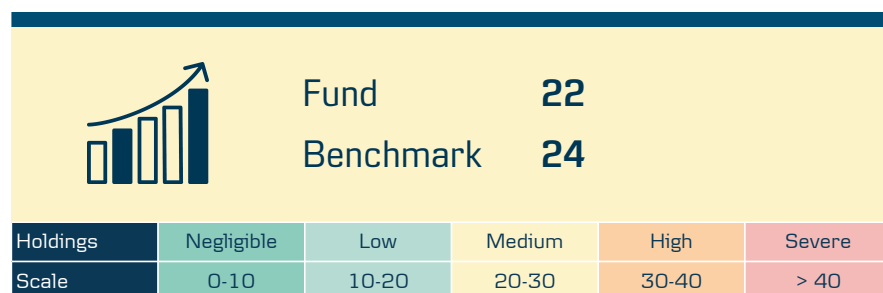 Fund 22
Benchmark 24
Holdings Negligible Low Medium High Severe
Scale 0-10 10-20 20-30 30-40 > 40